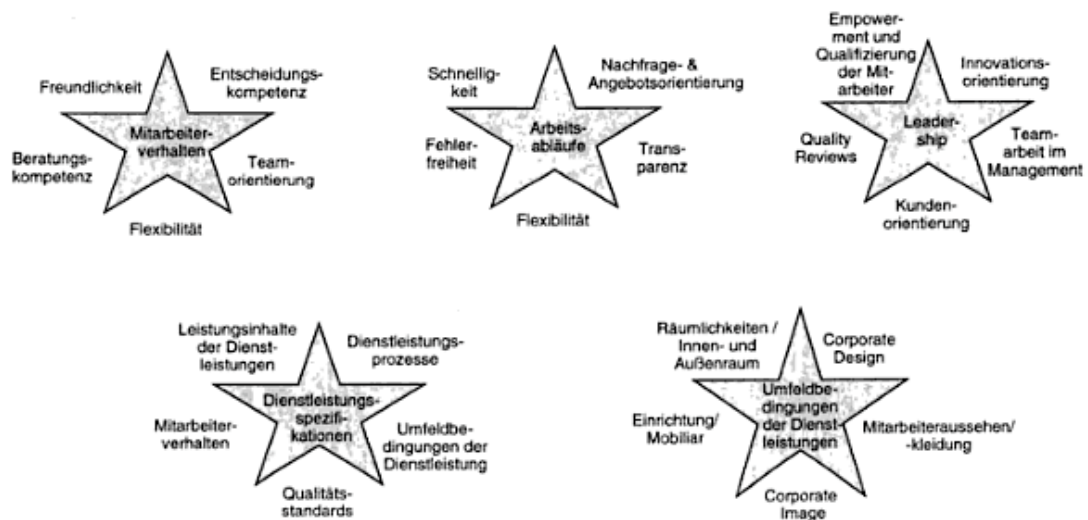 Freundlichkeit
Entscheidungs-
kompetenz
Mitarbeiter-
verhalten
Beratungs-
kompetenz
Team-
orientierung
Flexibilität
Schnellig-
keit
Nachfrage- &
Angebotsorientierung
Arbeits-
abläufe
Fehler-
freiheit
Trans-
parenz
Flexibilität
Empower-
ment und
Qualifizierung
der Mit-
arbeiter
Innovations-
orientierung
Leader-
ship
Quality
Reviews
Team-
arbeit im
Management
Kunden-
orientierung
Leistungsinhalte
der Dienst-
leistungen
Dienstleistungs-
prozesse
Dienstleistungs-
spezifi-
kationen
Mitarbeiter-
verhalten
Umfeldbe-
dingungen der
Dienstleistung
Qualitäts-
standards
Räumlichkeiten /
Innen- und
Außenraum
Corporate
Design
Umfeldbe-
dingungen
der Dienst-
leistungen
Einrichtung/
Mobiliar
Mitarbeiteraussehen/
-kleidung
Corporate
Image